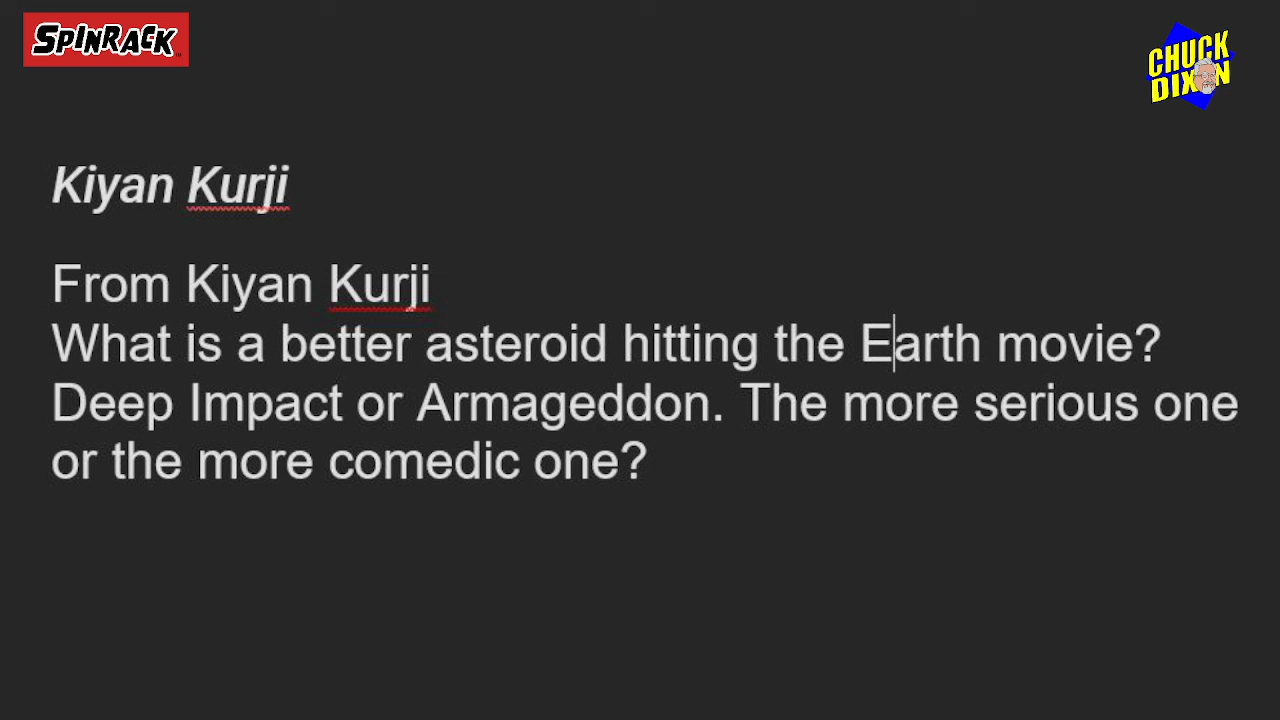 SPINRACK
CHUCK
DIXON
Kiyan Kurji
From Kiyan Kurji
What is a better asteroid hitting the Earth movie?
Deep Impact or Armageddon. The more serious one
or the more comedic one?